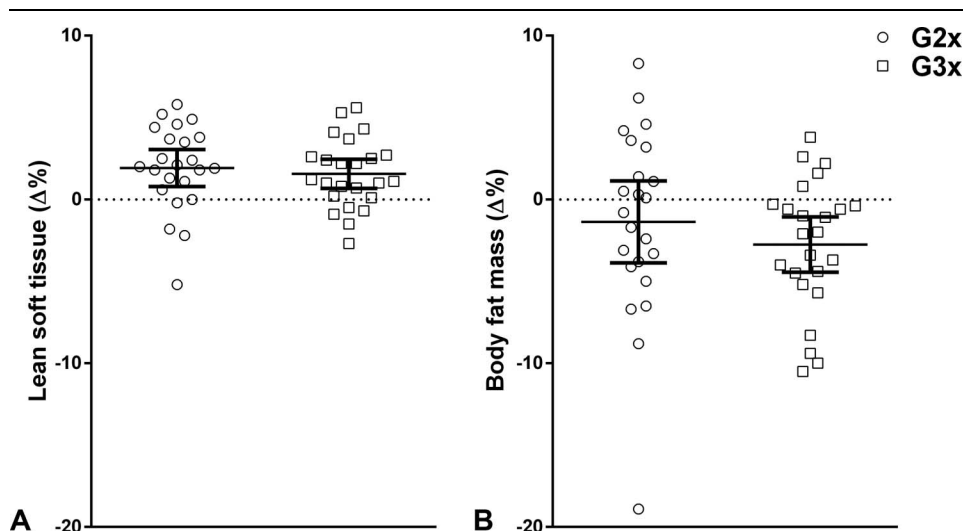 10
0
-10
-20
Lean soft tissue (Δ%)
A
10
0
-10
-20
Body fat mass (Δ%)
B
G2x
G3x